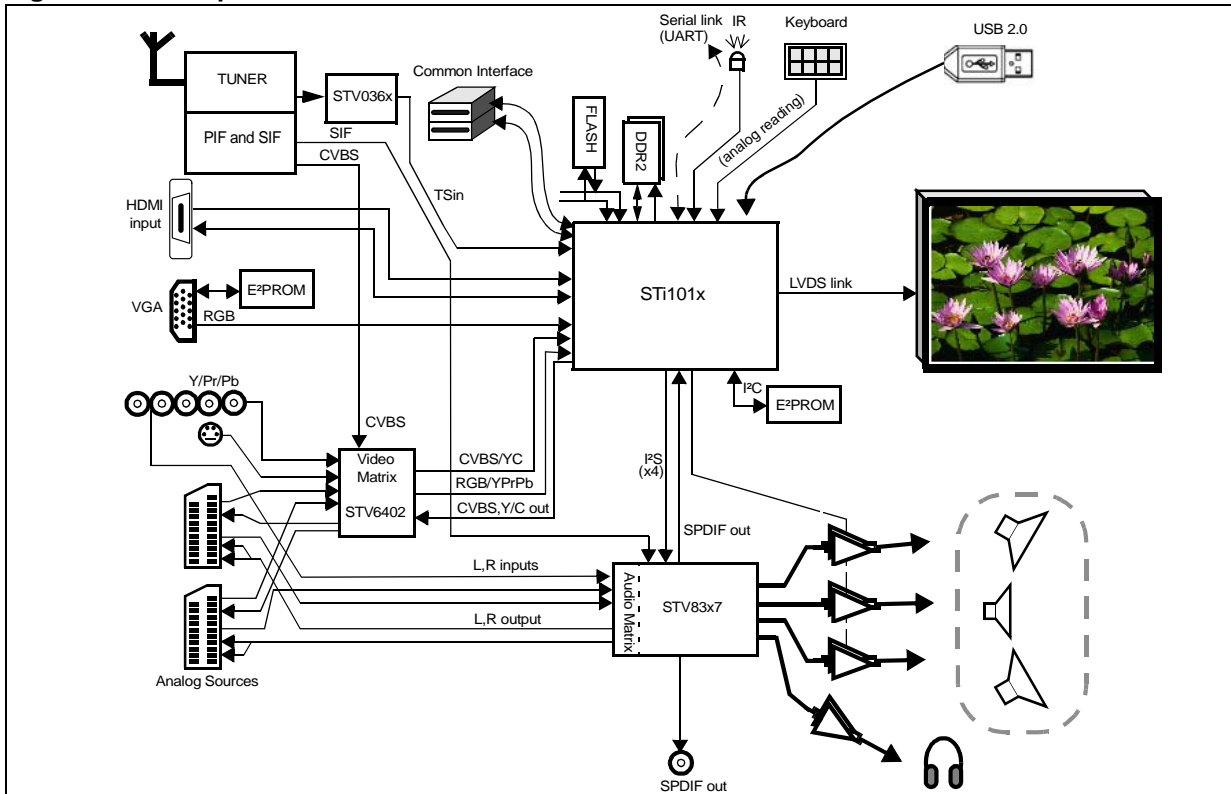 Serial link
(UART)
IR
Keyboard
USB 2.0
TUNER
STV036x
Common Interface
FLASH
DDR2
(analog reading)
PIF and SIF
SIF
CVBS
TSin
HDMI
input
STi101x
LVDS link
E²PROM
VGA
RGB
Y/Pr/Pb
I²C
E²PROM
CVBS
Video
Matrix
STV6402
CVBS/YC
RGB/YPrPb
CVBS,Y/C out
I²S
(x4)
SPDIF out
L,R inputs
Audio Matrix
STV83x7
L,R output
Analog Sources
SPDIF out